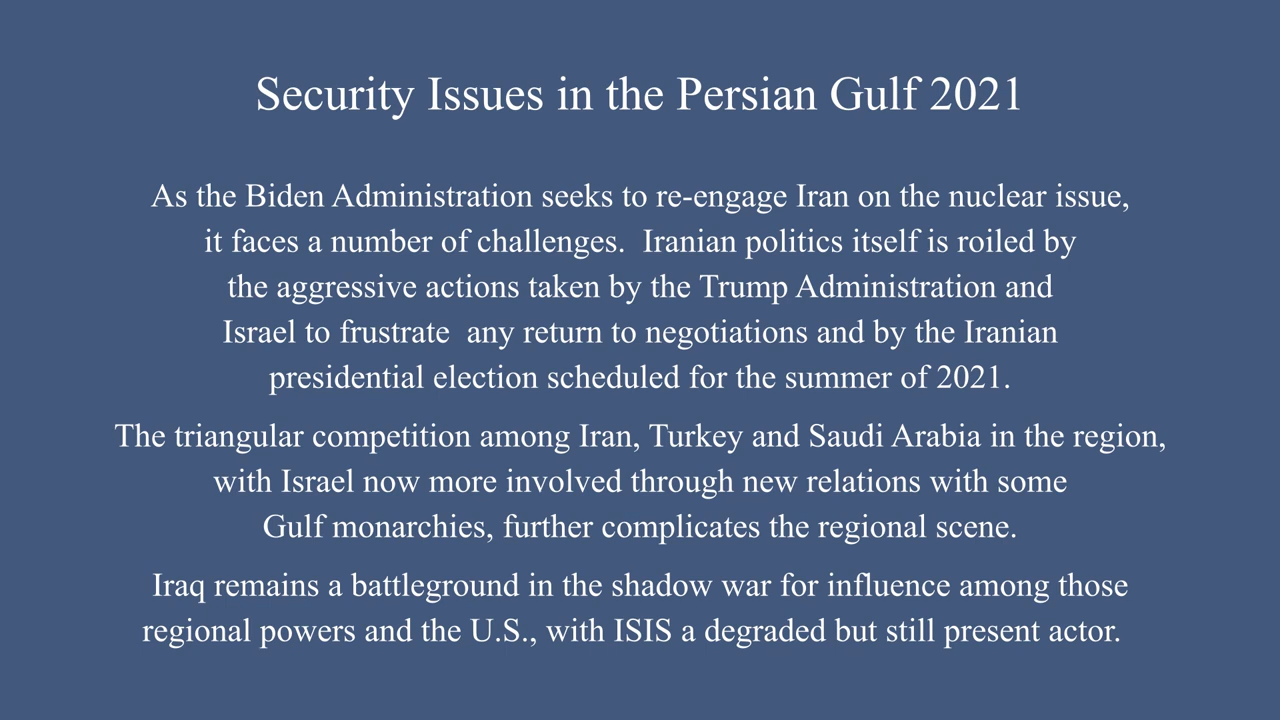 Security Issues in the Persian Gulf 2021
As the Biden Administration seeks to re-engage Iran on the nuclear issue,
it faces a number of challenges.  Iranian politics itself is roiled by
the aggressive actions taken by the Trump Administration and
Israel to frustrate  any return to negotiations and by the Iranian
presidential election scheduled for the summer of 2021.
The triangular competition among Iran, Turkey and Saudi Arabia in the region,
with Israel now more involved through new relations with some
Gulf monarchies, further complicates the regional scene.
Iraq remains a battleground in the shadow war for influence among those
regional powers and the U.S., with ISIS a degraded but still present actor.